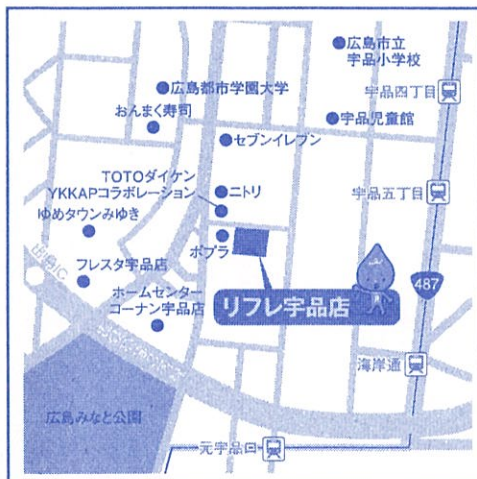 広島市立
宇品小学校
広島都市学園大学
宇品四丁目
おんまく寿司
宇品児童館
セブンイレブン
TOTOダイケン
YKKAPコラボレーション
ニトリ
宇品五丁目
ゆめタウンみゆき
ポプラ
出島IC
フレスタ宇品店
リフレ宇品店
487
ホームセンター
コーナン宇品店
海岸通
広島みなと公園
元宇品口